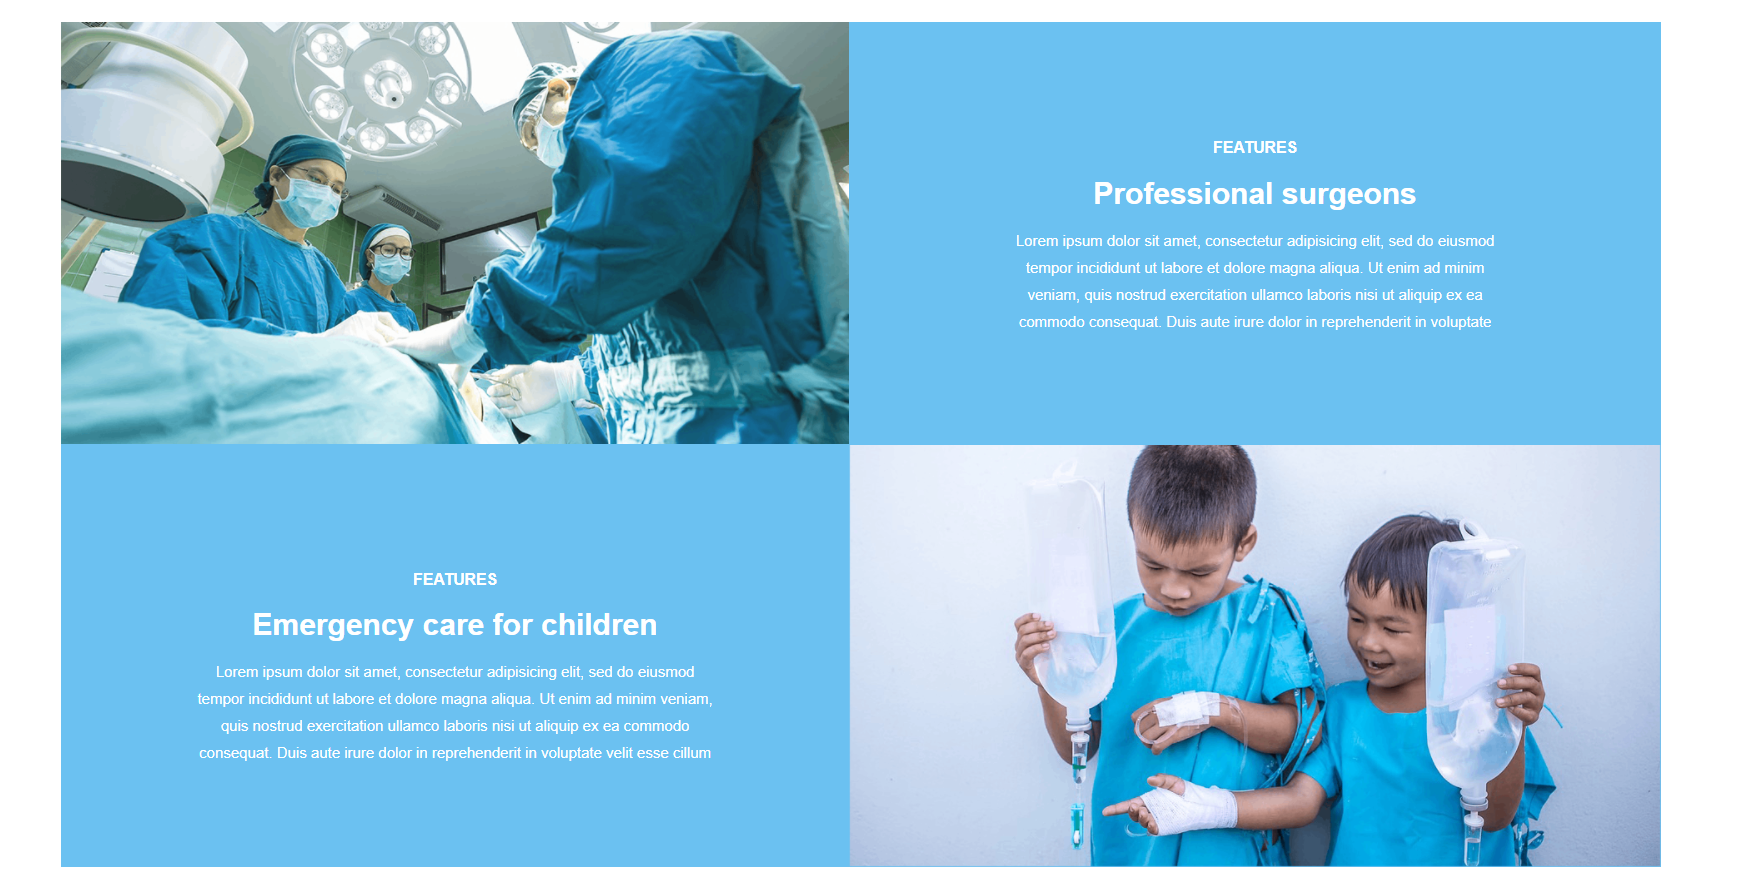 FEATURES
Professional surgeons
Lorem ipsum dolor sit amet, consectetur adipisicing elit, sed do eiusmod
tempor incididunt ut labore et dolore magna aliqua. Ut enim ad minim
veniam, quis nostrud exercitation ullamco laboris nisi ut aliquip ex ea
commodo consequat. Duis aute irure dolor in reprehenderit in voluptate
FEATURES
Emergency care for children
Lorem ipsum dolor sit amet, consectetur adipisicing elit, sed do eiusmod
tempor incididunt ut labore et dolore magna aliqua. Ut enim ad minim veniam,
quis nostrud exercitation ullamco laboris nisi ut aliquip ex ea commodo
consequat. Duis aute irure dolor in reprehenderit in voluptate velit esse cillum